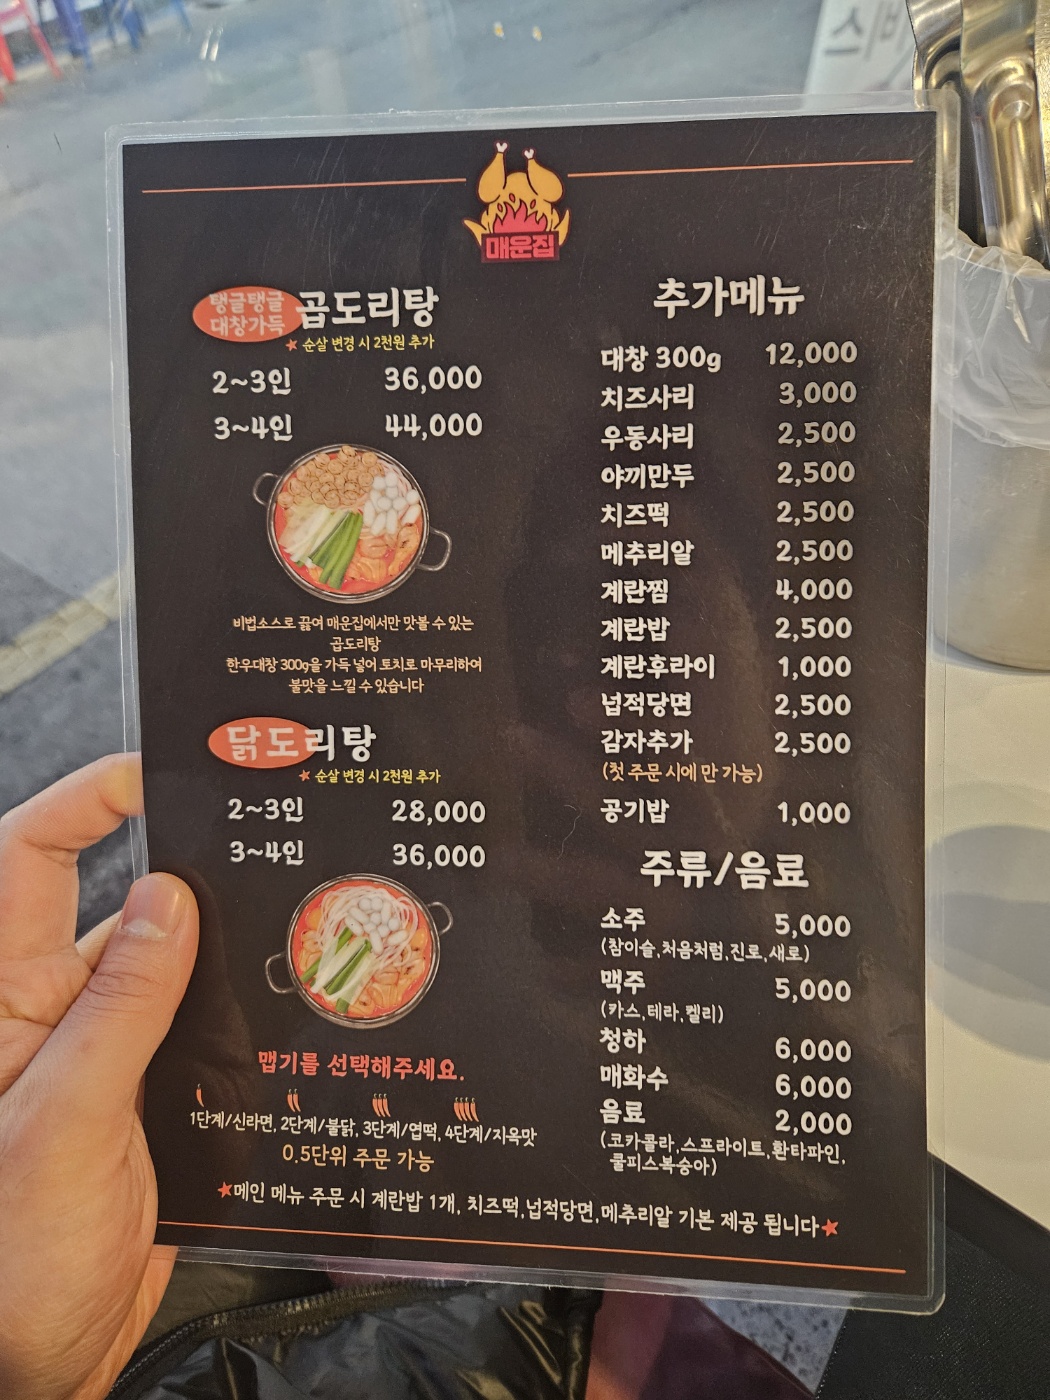 매운집
탱글탱글
대창가득
곱도리탕
★ 순살 변경 시 2천원 추가
2~3인 36,000
3~4인 44,000
비법소스로 끓여 매운집에서만 맛볼 수 있는
곱도리탕
한우대창 300g을 가득 넣어 토치로 마무리하여
불맛을 느낄 수 있습니다
닭도리탕
★ 순살 변경 시 2천원 추가
2~3인 28,000
3~4인 36,000
맵기를 선택해주세요.
1단계/신라면, 2단계/불닭, 3단계/엽떡, 4단계/지옥맛
0.5단위 주문 가능
추가메뉴
대창 300g 12,000
치즈사리 3,000
우동사리 2,500
야끼만두 2,500
치즈떡 2,500
메추리알 2,500
계란찜 4,000
계란밥 2,500
계란후라이 1,000
넙적당면 2,500
감자추가 2,500
(첫 주문 시에 만 가능)
공기밥 1,000
주류/음료
소주 5,000
(참이슬,처음처럼,진로,새로)
맥주 5,000
(카스,테라,켈리)
청하 6,000
매화수 6,000
음료 2,000
(코카콜라,스프라이트,환타파인,
쿨피스복숭아)
★메인 메뉴 주문 시 계란밥 1개, 치즈떡,넙적당면,메추리알 기본 제공 됩니다★